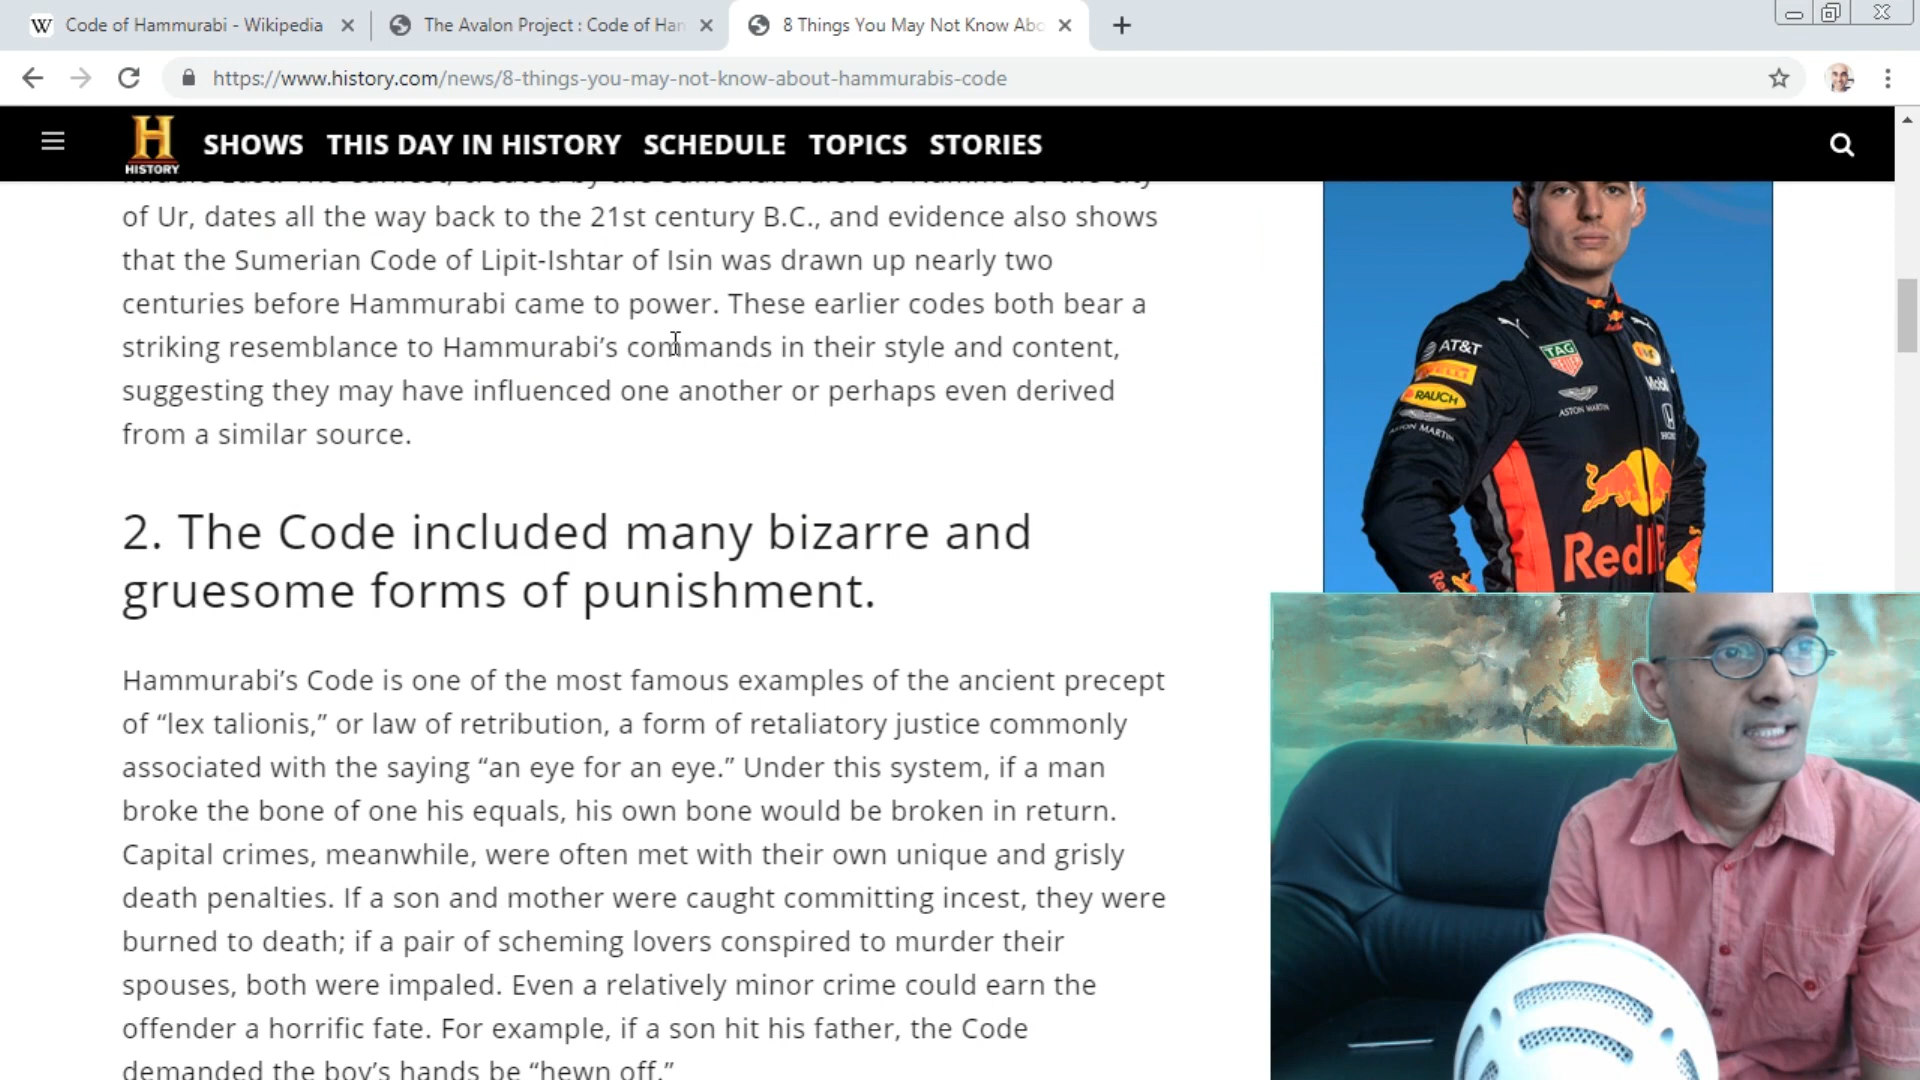 Code of Hammurabi - Wikipedia
The Avalon Project : Code of Ham
8 Things You May Not Know Abo
https://www.history.com/news/8-things-you-may-not-know-about-hammurabis-code
H
HISTORY
SHOWS THIS DAY IN HISTORY SCHEDULE TOPICS STORIES
of Ur, dates all the way back to the 21st century B.C., and evidence also shows
that the Sumerian Code of Lipit-Ishtar of Isin was drawn up nearly two
centuries before Hammurabi came to power. These earlier codes both bear a
striking resemblance to Hammurabi’s commands in their style and content,
suggesting they may have influenced one another or perhaps even derived
from a similar source.
2. The Code included many bizarre and
gruesome forms of punishment.
Hammurabi’s Code is one of the most famous examples of the ancient precept
of “lex talionis,” or law of retribution, a form of retaliatory justice commonly
associated with the saying “an eye for an eye.” Under this system, if a man
broke the bone of one his equals, his own bone would be broken in return.
Capital crimes, meanwhile, were often met with their own unique and grisly
death penalties. If a son and mother were caught committing incest, they were
burned to death; if a pair of scheming lovers conspired to murder their
spouses, both were impaled. Even a relatively minor crime could earn the
offender a horrific fate. For example, if a son hit his father, the Code
demanded the boy’s hands be “hewn off.”
AT&T
TAG
HEUER
PIRELLI
Mobil
RAUCH
ASTON MARTIN
ASTON MARTIN
Red B
Red